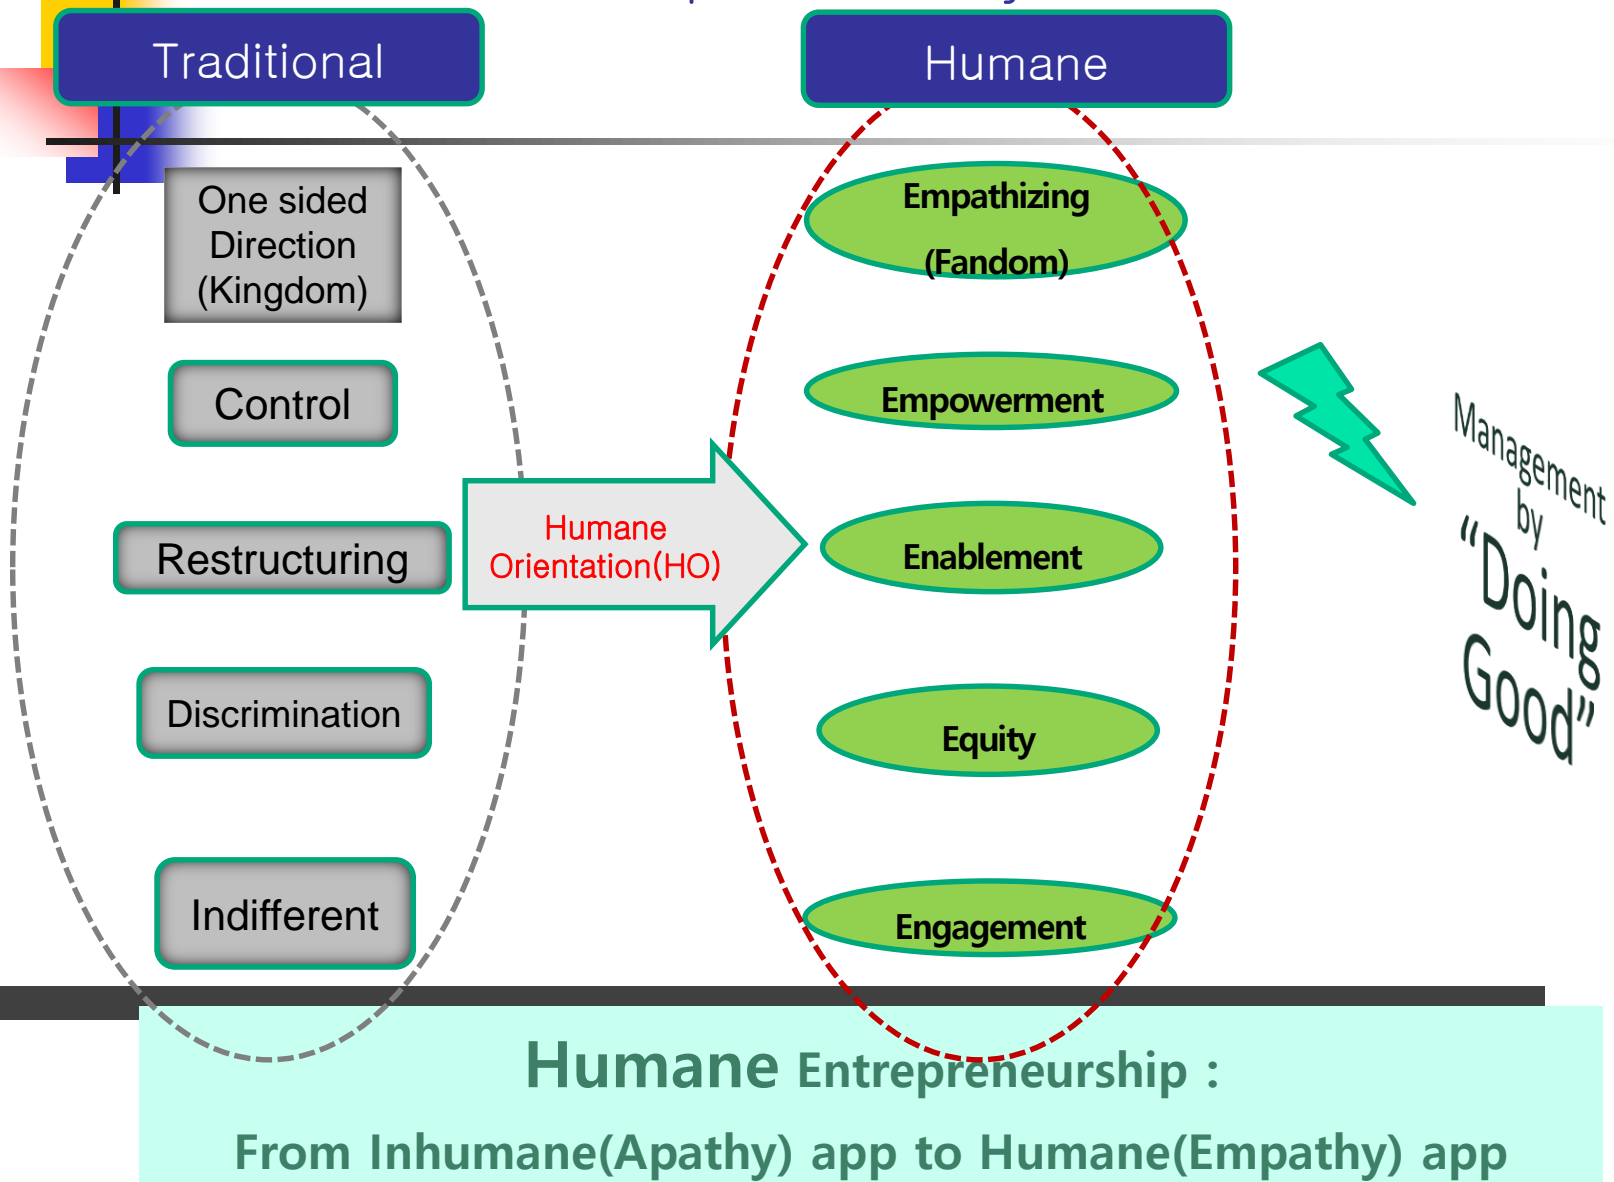 Traditional
Humane
One sided
Direction
(Kingdom)
Control
Restructuring
Discrimination
Indifferent
Humane
Orientation(HO)
Empathizing
(Fandom)
Empowerment
Enablement
Equity
Engagement
Management
by
“Doing
Good”
Humane Entrepreneurship :
From Inhumane(Apathy) app to Humane(Empathy) app